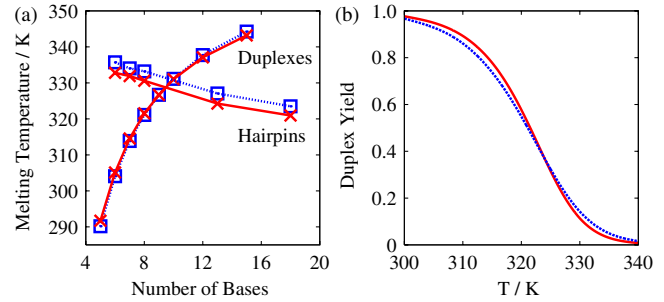 (a)
Melting Temperature / K
350
340
330
320
310
300
290
Duplexes
Hairpins
4 8 12 16 20
Number of Bases
(b)
Duplex Yield
1.0
0.8
0.6
0.4
0.2
0
300 310 320 330 340
T / K